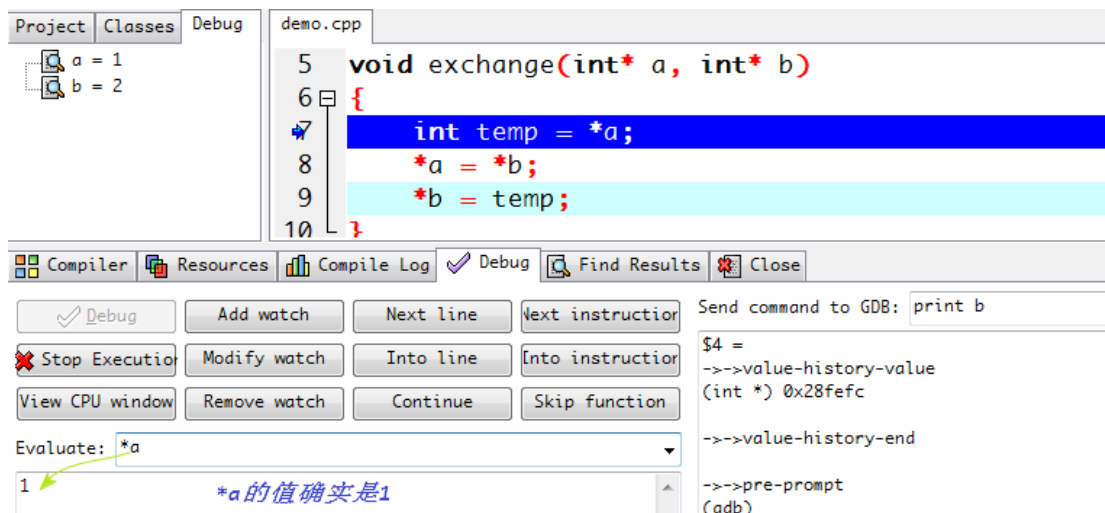 Project Classes Debug
a = 1
b = 2
demo.cpp
5 void exchange(int* a, int* b)
6 {
7 int temp = *a;
8 *a = *b;
9 *b = temp;
10 }
Compiler Resources Compile Log Debug Find Results Close
Debug Add watch Next line Next instruction
Stop Execution Modify watch Into line Into instruction
View CPU window Remove watch Continue Skip function
Evaluate: *a
1
*a的值确实是1
Send command to GDB: print b
$4 =
->->value-history-value
(int *) 0x28fefc
->->value-history-end
->->pre-prompt
(gdb)